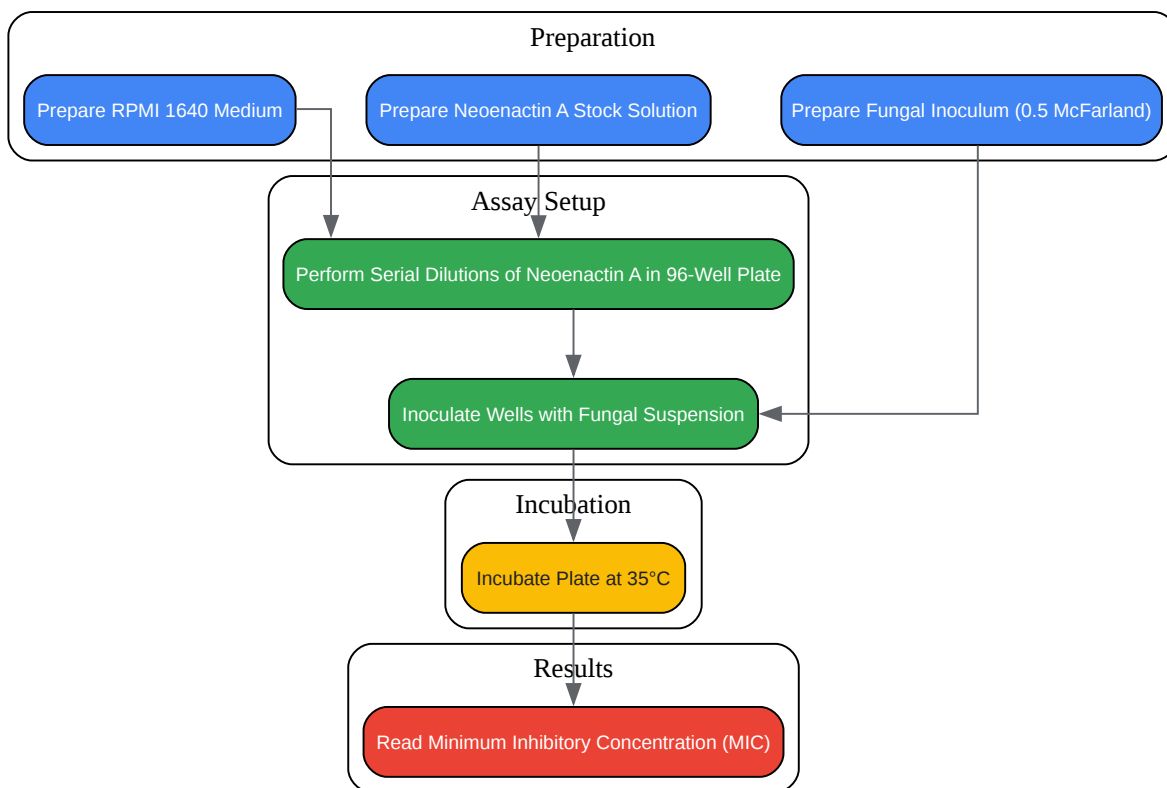 Preparation
Prepare RPMI 1640 Medium
Prepare Neoenactin A Stock Solution
Prepare Fungal Inoculum (0.5 McFarland)
Assay Setup
Perform Serial Dilutions of Neoenactin A in 96-Well Plate
Inoculate Wells with Fungal Suspension
Incubation
Incubate Plate at 35°C
Results
Read Minimum Inhibitory Concentration (MIC)